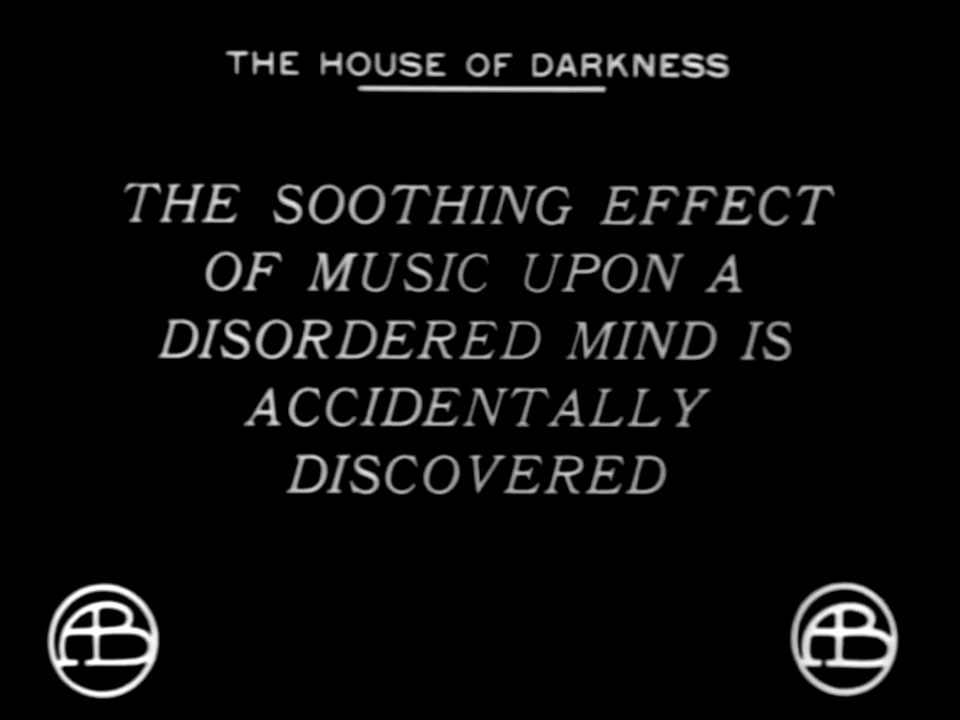 THE HOUSE OF DARKNESS
THE SOOTHING EFFECT
OF MUSIC UPON A
DISORDERED MIND IS
ACCIDENTALLY
DISCOVERED
AB
AB